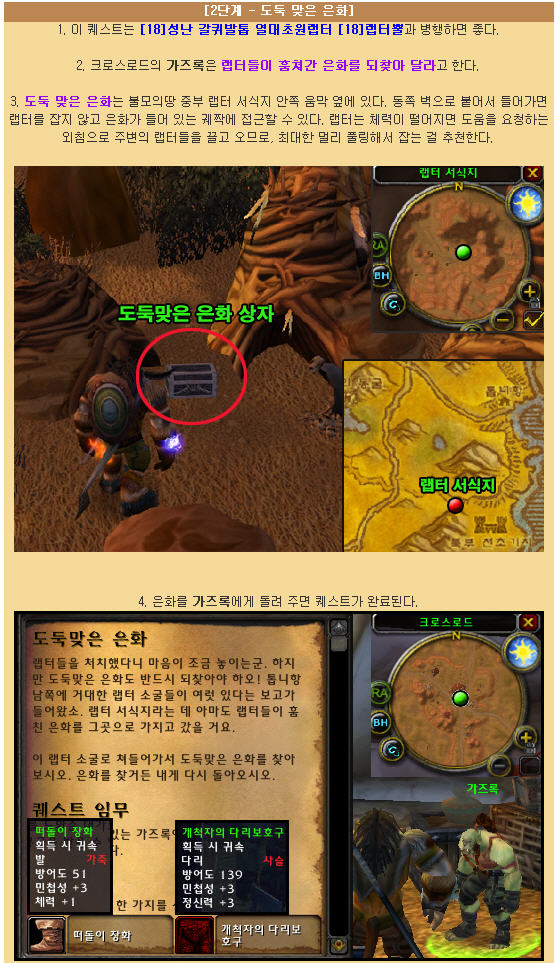 [2단계 - 도둑 맞은 은화]
1. 이 퀘스트는 [18]성난 갈퀴발톱 열대초원랩터 [18]랩터뿔과 병행하면 좋다.
2. 크로스로드의 가즈록은 랩터들이 훔쳐간 은화를 되찾아 달라고 한다.
3. 도둑 맞은 은화는 불모의땅 중부 랩터 서식지 안쪽 움막 옆에 있다. 동쪽 벽으로 붙어서 들어가면
랩터를 잡지 않고 은화가 들어 있는 궤짝에 접근할 수 있다. 랩터는 체력이 떨어지면 도움을 요청하는
외침으로 주변의 랩터들을 끌고 오므로, 최대한 멀리 풀링해서 잡는 걸 추천한다.
랩터 서식지
N
RA
BH
도둑맞은 은화 상자
톱니항
랩터 서식지
북부 전초기지
4. 은화를 가즈록에게 돌려 주면 퀘스트가 완료된다.
도둑맞은 은화
랩터들을 처치했다니 마음이 조금 놓이는군. 하지
만 도둑맞은 은화도 반드시 되찾아야 하오! 톱니항
남쪽에 거대한 랩터 소굴들이 여럿 있다는 보고가
들어왔소. 랩터 서식지라는 데 아마도 랩터들이 훔
친 은화를 그곳으로 가지고 갔을 거요.
이 랩터 소굴로 쳐들어가서 도둑맞은 은화를 찾아
보시오. 은화를 찾거든 내게 다시 돌아오시오.
퀘스트 임무
있는 가즈록
다.
한 가지를
떠돌이 장화
획득 시 귀속
발 가죽
방어도 51
민첩성 +3
체력 +1
개척자의 다리보호구
획득 시 귀속
다리 사슬
방어도 139
민첩성 +3
정신력 +3
떠돌이 장화
개척자의 다리보
호구
크로스로드
N
RA
BH
가즈록